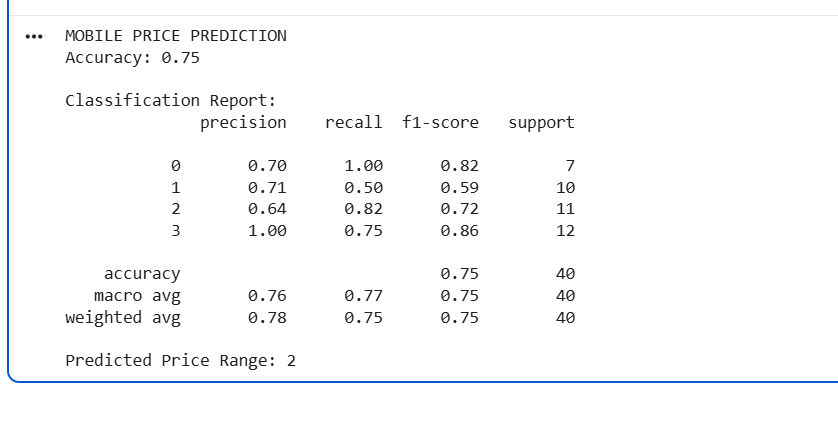 MOBILE PRICE PREDICTION
Accuracy: 0.75
Classification Report:
precision recall f1-score support
0 0.70 1.00 0.82 7
1 0.71 0.50 0.59 10
2 0.64 0.82 0.72 11
3 1.00 0.75 0.86 12
accuracy 0.75 40
macro avg 0.76 0.77 0.75 40
weighted avg 0.78 0.75 0.75 40
Predicted Price Range: 2